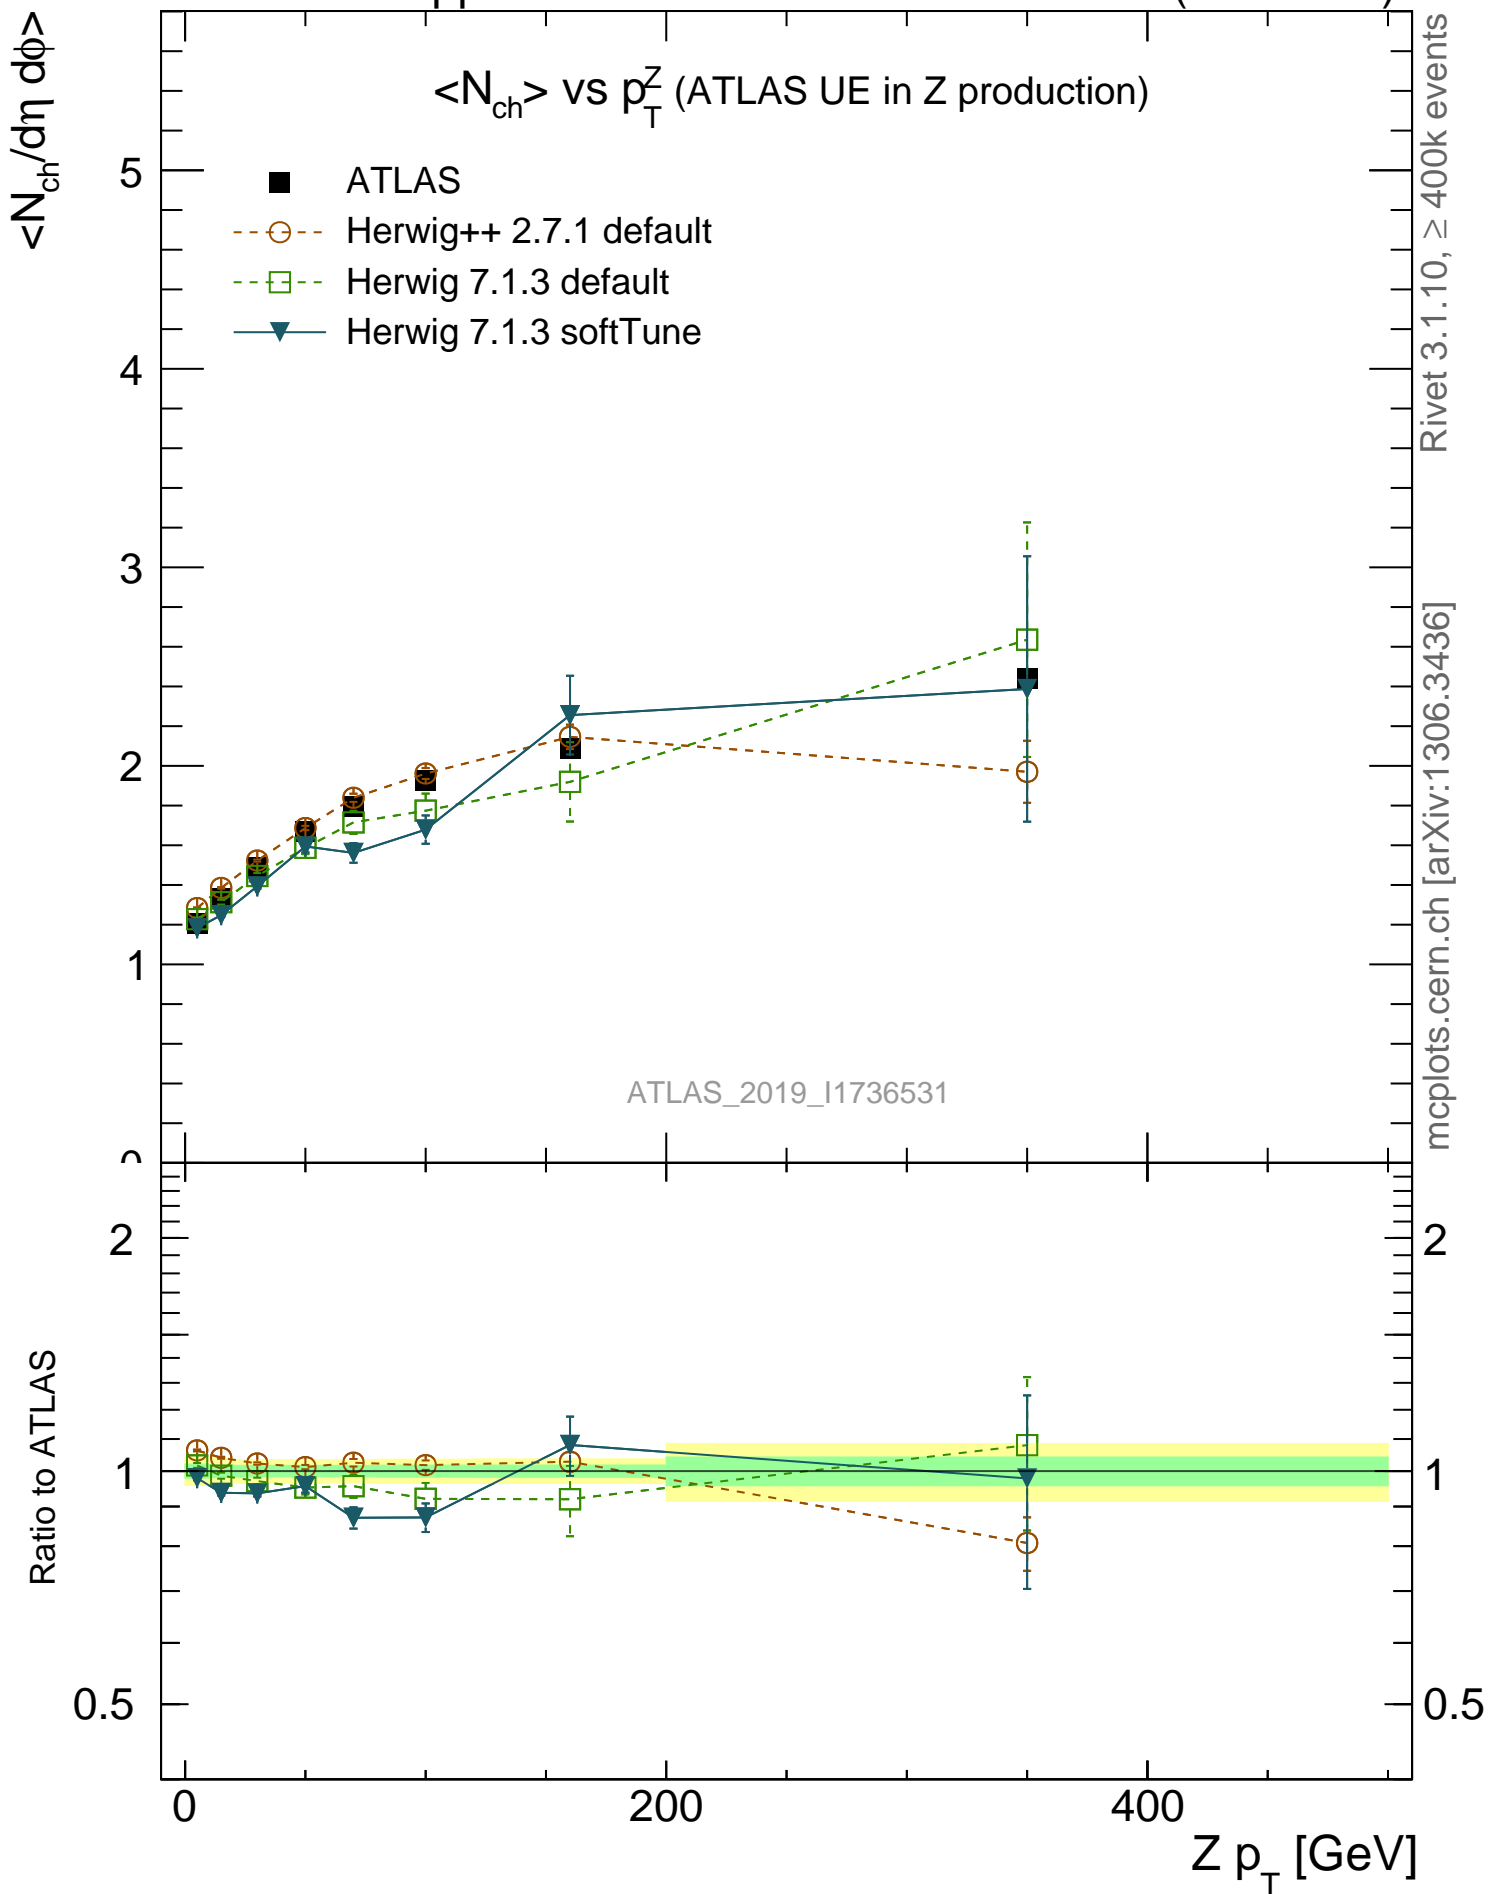 <N_ch> vs p_T^Z (ATLAS UE in Z production)
<N_ch/dη dϕ>
ATLAS
Herwig++ 2.7.1 default
Herwig 7.1.3 default
Herwig 7.1.3 softTune
5
4
3
2
1
0
ATLAS_2019_I1736531
Rivet 3.1.10, ≥ 400k events
mcplots.cern.ch [arXiv:1306.3436]
Ratio to ATLAS
2
1
0.5
2
1
0.5
0 200 400
Z p_T [GeV]